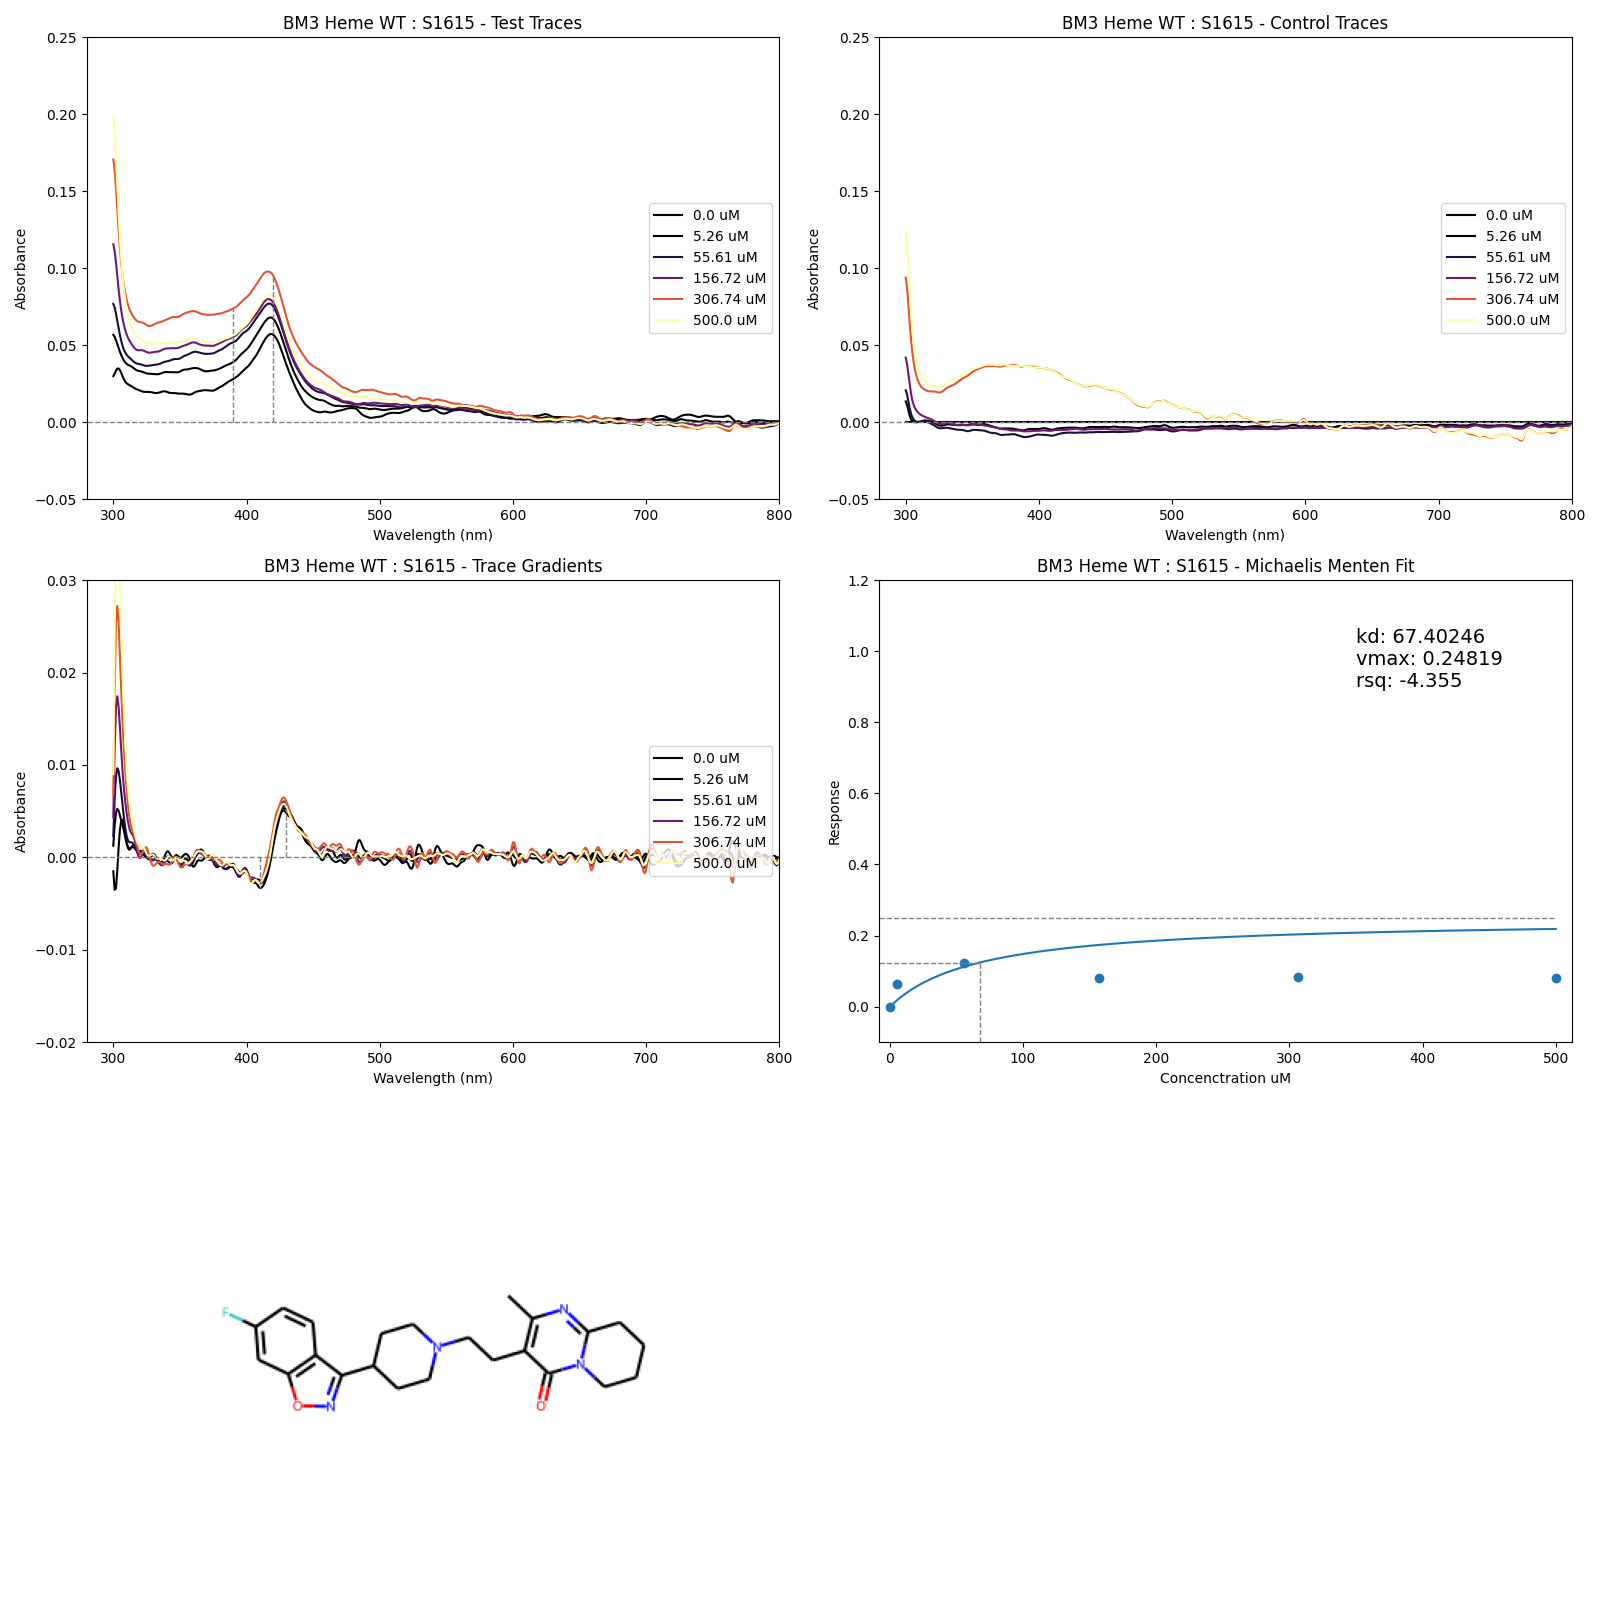 BM3 Heme WT : S1615 - Test Traces
Absorbance
0.25
0.20
0.15
0.10
0.05
0.00
−0.05
300
400
500
600
700
800
Wavelength (nm)
0.0 uM
5.26 uM
55.61 uM
156.72 uM
306.74 uM
500.0 uM
BM3 Heme WT : S1615 - Control Traces
Absorbance
0.25
0.20
0.15
0.10
0.05
0.00
−0.05
300
400
500
600
700
800
Wavelength (nm)
0.0 uM
5.26 uM
55.61 uM
156.72 uM
306.74 uM
500.0 uM
BM3 Heme WT : S1615 - Trace Gradients
Absorbance
0.03
0.02
0.01
0.00
−0.01
−0.02
300
400
500
600
700
800
Wavelength (nm)
0.0 uM
5.26 uM
55.61 uM
156.72 uM
306.74 uM
500.0 uM
BM3 Heme WT : S1615 - Michaelis Menten Fit
Response
1.2
1.0
0.8
0.6
0.4
0.2
0.0
0
100
200
300
400
500
Concenctration uM
kd: 67.40246
vmax: 0.24819
rsq: -4.355
F
O
N
N
O
N
N